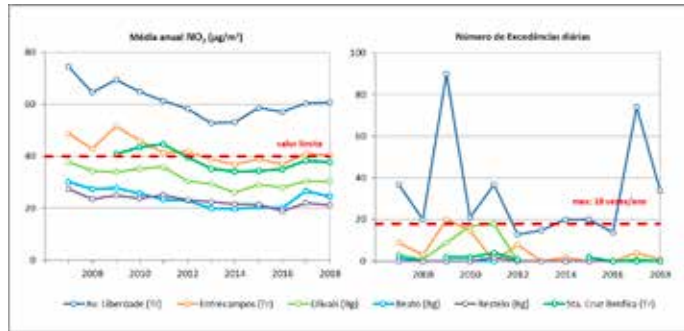 Média anual NO₂ (µg/m³)
80
60
40
20
0
valor limite
2008 2010 2012 2014 2016 2018
Número de Excedências diárias
100
80
60
40
20
0
max: 18 vezes/ano
2008 2010 2012 2014 2016 2018
Av. Liberdade (Tr) Entrecampos (Tr) Olivais (Bg) Beato (Bg) Restelo (Bg) Sta. Cruz Benfica (Tr)